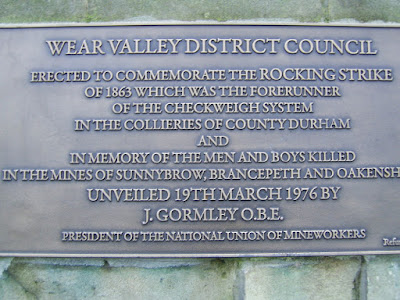 WEAR VALLEY DISTRICT COUNCIL
ERECTED TO COMMEMORATE THE ROCKING STRIKE
OF 1863 WHICH WAS THE FORERUNNER
OF THE CHECKWEIGH SYSTEM
IN THE COLLIERIES OF COUNTY DURHAM
AND
IN MEMORY OF THE MEN AND BOYS KILLED
IN THE MINES OF SUNNYBROW, BRANCEPETH AND OAKENSH
UNVEILED 19TH MARCH 1976 BY
J. GORMLEY O.B.E.
PRESIDENT OF THE NATIONAL UNION OF MINEWORKERS